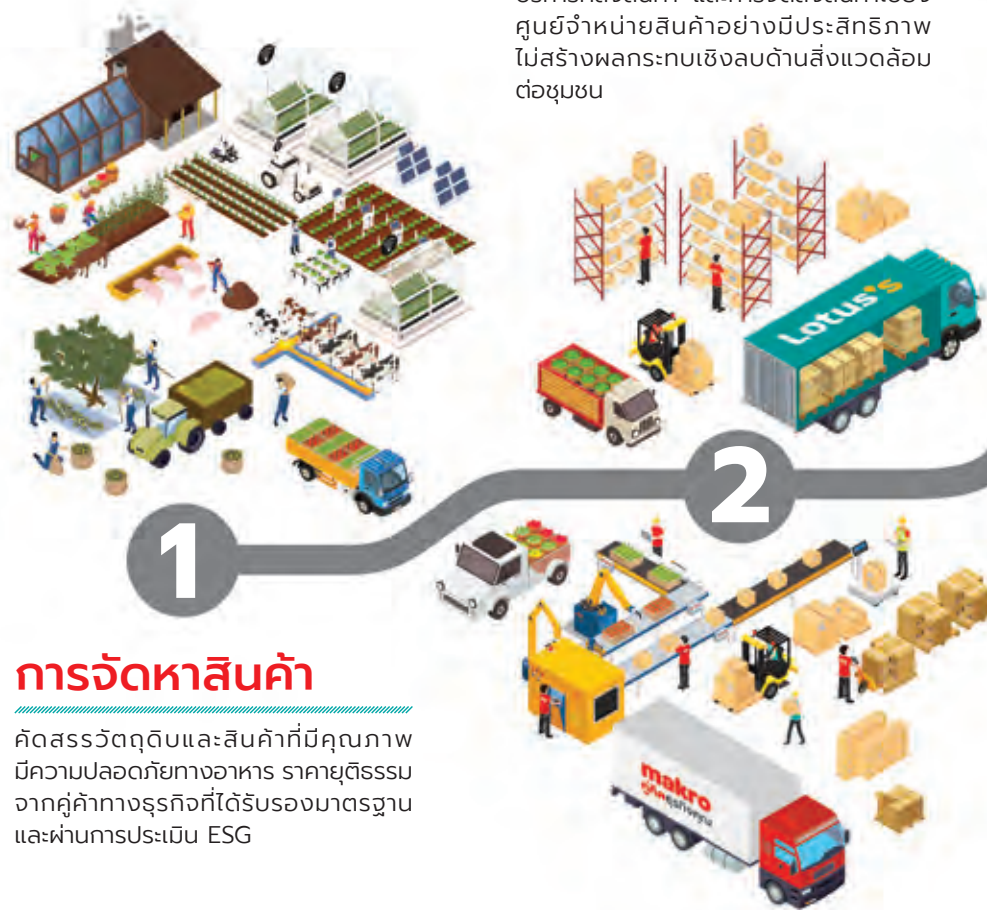 ศูนย์จำหน่ายสินค้าอย่างมีประสิทธิภาพ
ไม่สร้างผลกระทบเชิงลบด้านสิ่งแวดล้อม
ต่อชุมชน
Lotus's
2
1
การจัดหาสินค้า
คัดสรรวัตถุดิบและสินค้าที่มีคุณภาพ
มีความปลอดภัยทางอาหาร ราคายุติธรรม
จากคู่ค้าทางธุรกิจที่ได้รับรองมาตรฐาน
และผ่านการประเมิน ESG
makro
คู่คิดธุรกิจคุณ